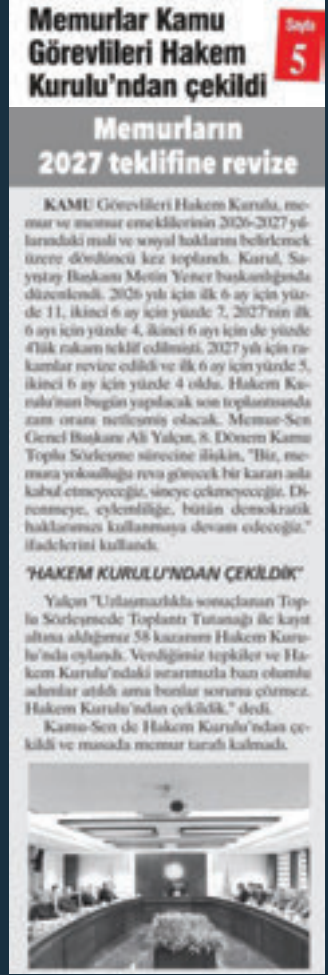 Memurlar Kamu
Görevlileri Hakem
Kurulu'ndan çekildi
Sayfa
5
Memurların
2027 teklifine revize
KAMU Görevlileri Hakem Kurulu, me-
mur ve memur emeklilerinin 2026-2027 yıl-
larındaki mali ve sosyal haklarını belirlemek
üzere dördüncü kez toplandı. Kurul, Sa-
yıştay Başkanı Metin Yener başkanlığında
düzenlendi. 2026 yılı için ilk 6 ay için yüz-
de 11, ikinci 6 ay için yüzde 7, 2027'nin ilk
6 ayı için yüzde 4, ikinci 6 ayı için de yüzde
4'lük rakam teklif edilmişti. 2027 yılı için ra-
kamlar revize edildi ve ilk 6 ay için yüzde 5,
ikinci 6 ay için yüzde 4 oldu. Hakem Ku-
rulu'nun bugün yapılacak son toplantısında
zam oranı netleşmiş olacak. Memur-Sen
Genel Başkanı Ali Yalçın, 8. Dönem Kamu
Toplu Sözleşme sürecine ilişkin, "Biz, me-
mura yoksulluğu reva görecek bir kararı asla
kabul etmeyeceğiz, sineye çekmeyeceğiz. Di-
renmeye, eylemliliğe, bütün demokratik
haklarımızı kullanmaya devam edeceğiz."
ifadelerini kullandı.
"HAKEM KURULU'NDAN ÇEKİLDİK"
Yalçın "Uzlaşmazlıkla sonuçlanan Top-
lu Sözleşmede Toplantı Tutanağı ile kayıt
altına aldığımız 58 kazanım Hakem Kuru-
lu'nda oylandı. Verdiğimiz tepkiler ve Ha-
kem Kurulu'ndaki ısrarımızla bazı olumlu
adımlar atıldı ama bunlar sorunu çözmez.
Hakem Kurulu'ndan çekildik." dedi.
Kamu-Sen de Hakem Kurulu'ndan çe-
kildi ve masada memur tarafı kalmadı.